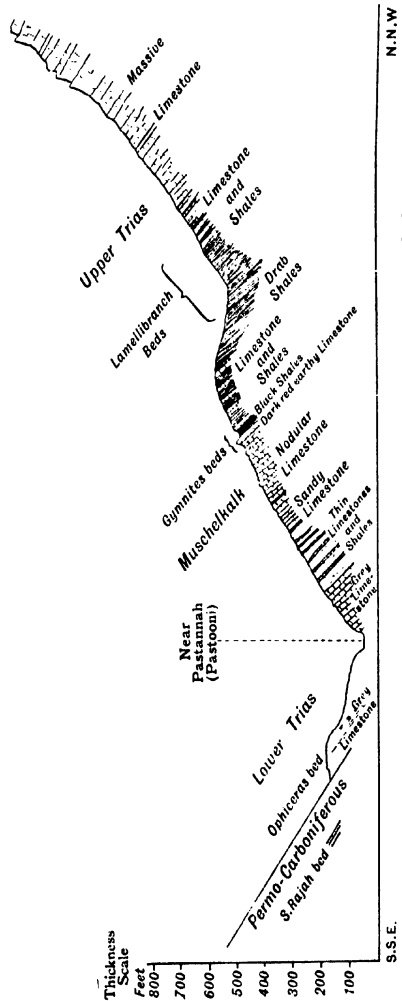 Thickness
Scale
Feet
800
700
600
500
400
300
200
100
S.S.E.
Permo-Carboniferous
S. Rajah bed
Lower Trias
Ophiceras bed
Grey
Limestone
Near
Pastannah
(Pastooni)
Muschelkalk
Grey
Lime-
stone
Thin
Limestones
and
Shales
Sandy
Limestone
Nodular
Limestone
Gymnites beds
Dark red earthy Limestone
Black Shales
Limestone
and
Shales
Lamellibranch
Beds
Drab
Shales
Upper Trias
Limestone
and
Shales
Massive
Limestone
N.N.W